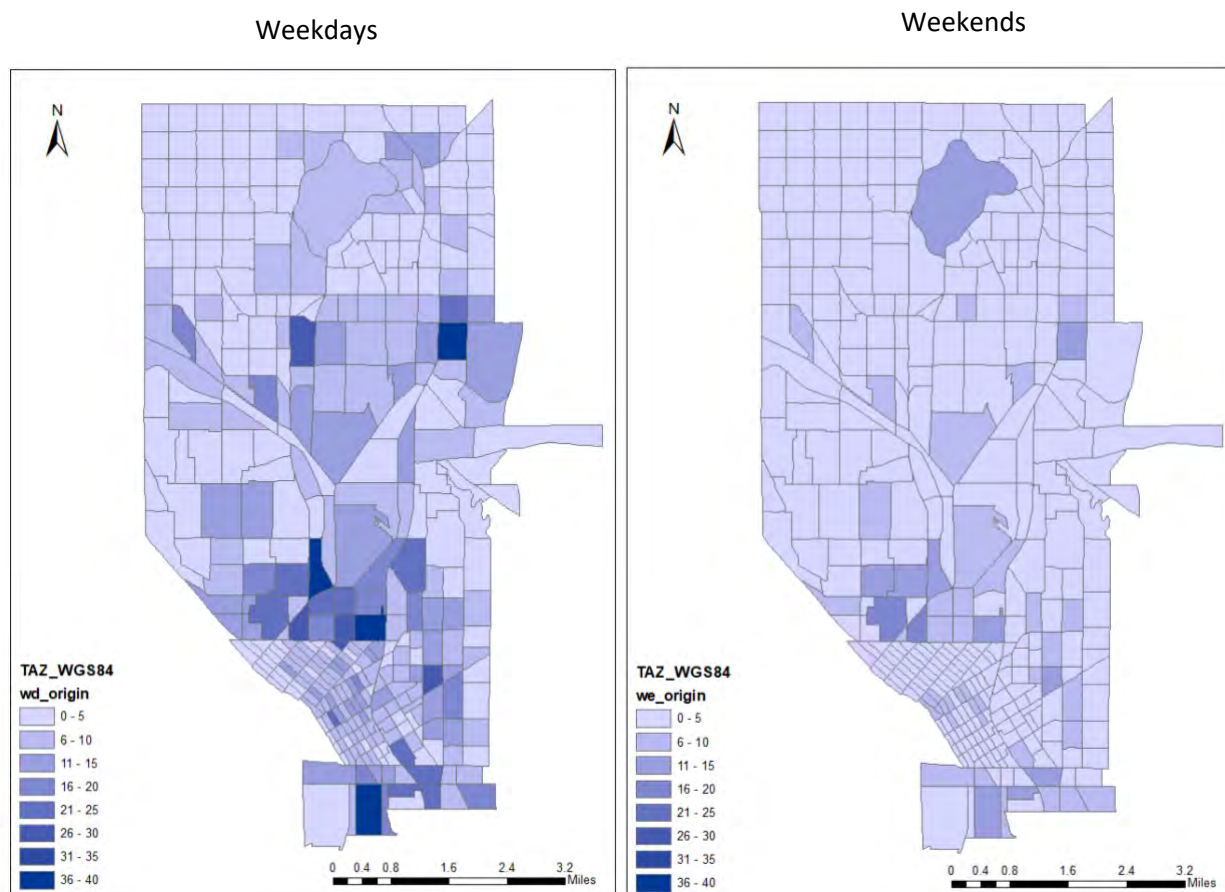 Weekdays
Weekends
N
TAZ_WGS84
wd_origin
0 - 5
6 - 10
11 - 15
16 - 20
21 - 25
26 - 30
31 - 35
36 - 40
0 0.4 0.8 1.6 2.4 3.2
Miles
N
TAZ_WGS84
we_origin
0 - 5
6 - 10
11 - 15
16 - 20
21 - 25
26 - 30
31 - 35
36 - 40
0 0.4 0.8 1.6 2.4 3.2
Miles